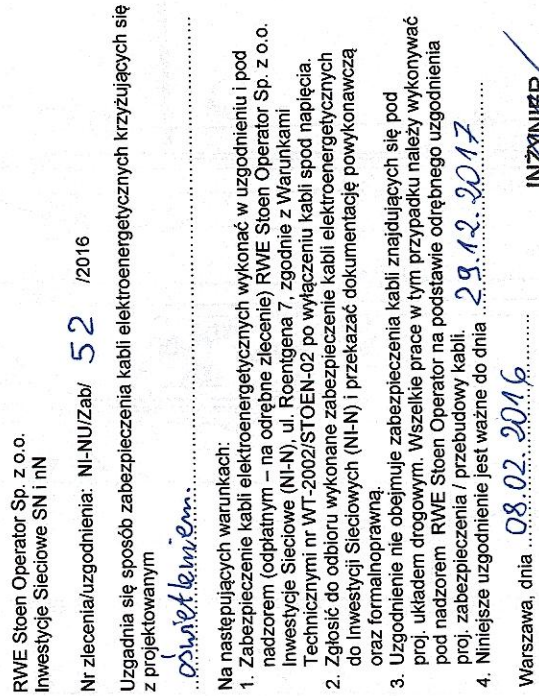 RWE Stoen Operator Sp. z o.o.
Inwestycje Sieciowe SN i nN
Nr zlecenia/uzgodnienia: NI-NU/Zab/ 52 /2016
Uzgadnia się sposób zabezpieczenia kabli elektroenergetycznych krzyżujących się
z projektowanym
oświetleniem.
Na następujących warunkach:
1. Zabezpieczenie kabli elektroenergetycznych wykonać w uzgodnieniu i pod
nadzorem (odpłatnym – na odrębne zlecenie) RWE Stoen Operator Sp. z o.o.
Inwestycje Sieciowe (NI-N), ul. Roentgena 7, zgodnie z Warunkami
Technicznymi nr WT-2002/STOEN-02 po wyłączeniu kabli spod napięcia.
2. Zgłosić do odbioru wykonane zabezpieczenie kabli elektroenergetycznych
do Inwestycji Sieciowych (NI-N) i przekazać dokumentację powykonawczą
oraz formalnoprawną.
3. Uzgodnienie nie obejmuje zabezpieczenia kabli znajdujących się pod
proj. układem drogowym. Wszelkie prace w tym przypadku należy wykonywać
pod nadzorem RWE Stoen Operator na podstawie odrębnego uzgodnienia
proj. zabezpieczenia / przebudowy kabli.
4. Niniejsze uzgodnienie jest ważne do dnia 29.12.2017
Warszawa, dnia 08.02.2016
INŻYNIER